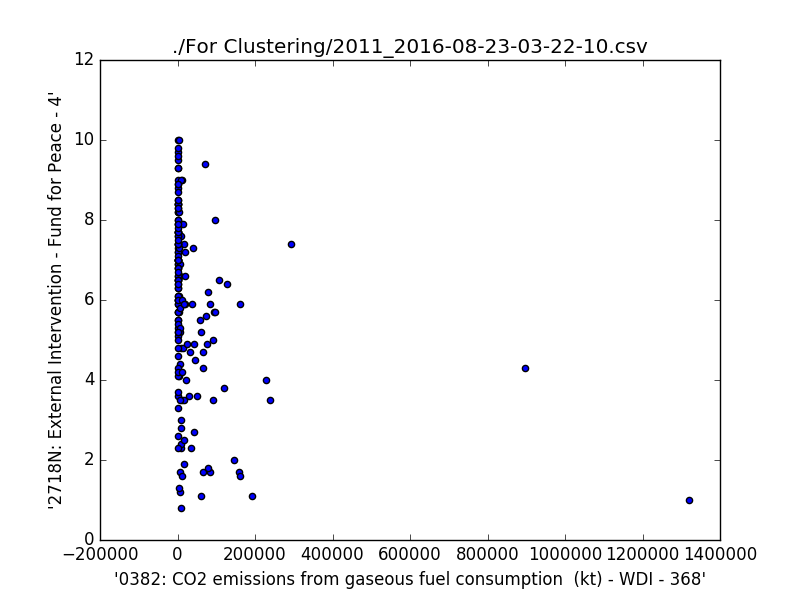 ./For Clustering/2011_2016-08-23-03-22-10.csv
12
10
8
6
4
2
0
'2718N: External Intervention - Fund for Peace - 4'
−200000 0 200000 400000 600000 800000 1000000 1200000 1400000
'0382: CO2 emissions from gaseous fuel consumption  (kt) - WDI - 368'